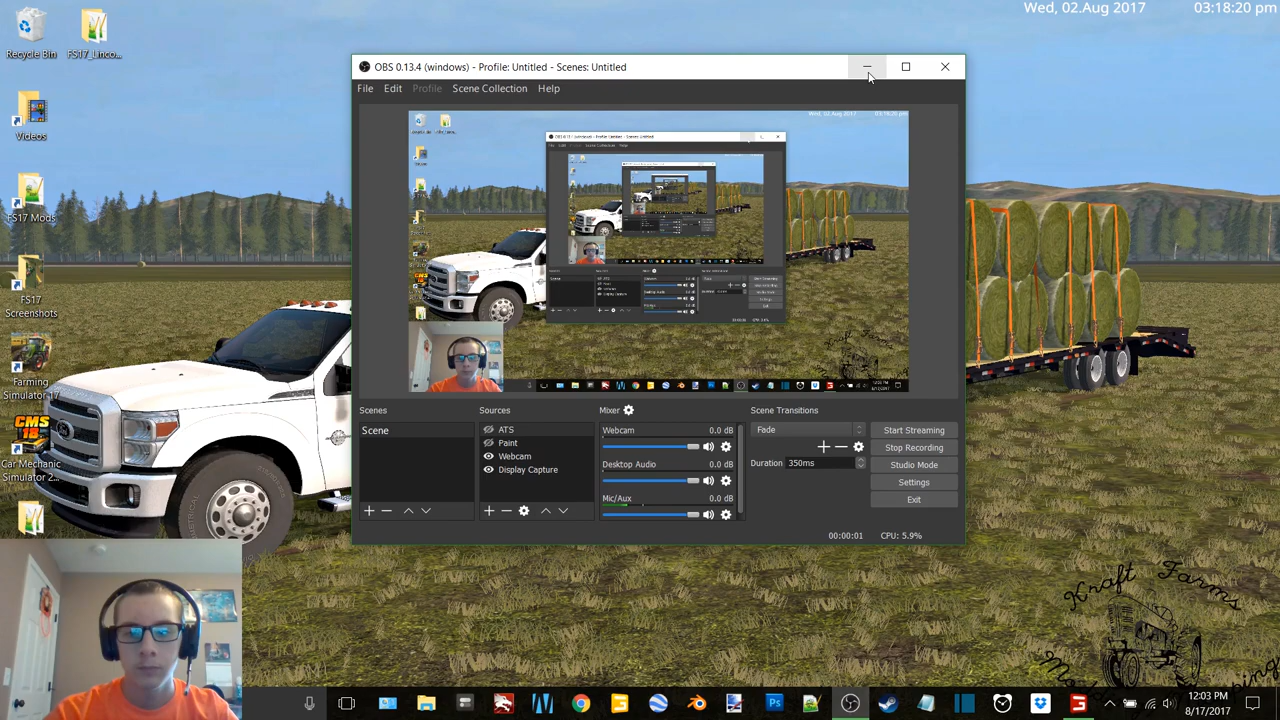 Wed, 02.Aug 2017 03:18:20 pm
Recycle Bin
FS17_Linco...
Videos
FS17 Mods
FS17
Screenshots
Farming
Simulator 17
Car Mechanic
Simulator 2...
OBS 0.13.4 (windows) - Profile: Untitled - Scenes: Untitled
File Edit Profile Scene Collection Help
Scenes
Scene
Sources
ATS
Paint
Webcam
Display Capture
Mixer
Webcam 0.0 dB
Desktop Audio 0.0 dB
Mic/Aux 0.0 dB
Scene Transitions
Fade
Duration 350ms
Start Streaming
Stop Recording
Studio Mode
Settings
Exit
00:00:01 CPU: 5.9%
Kraft Farms
12:03 PM
8/17/2017